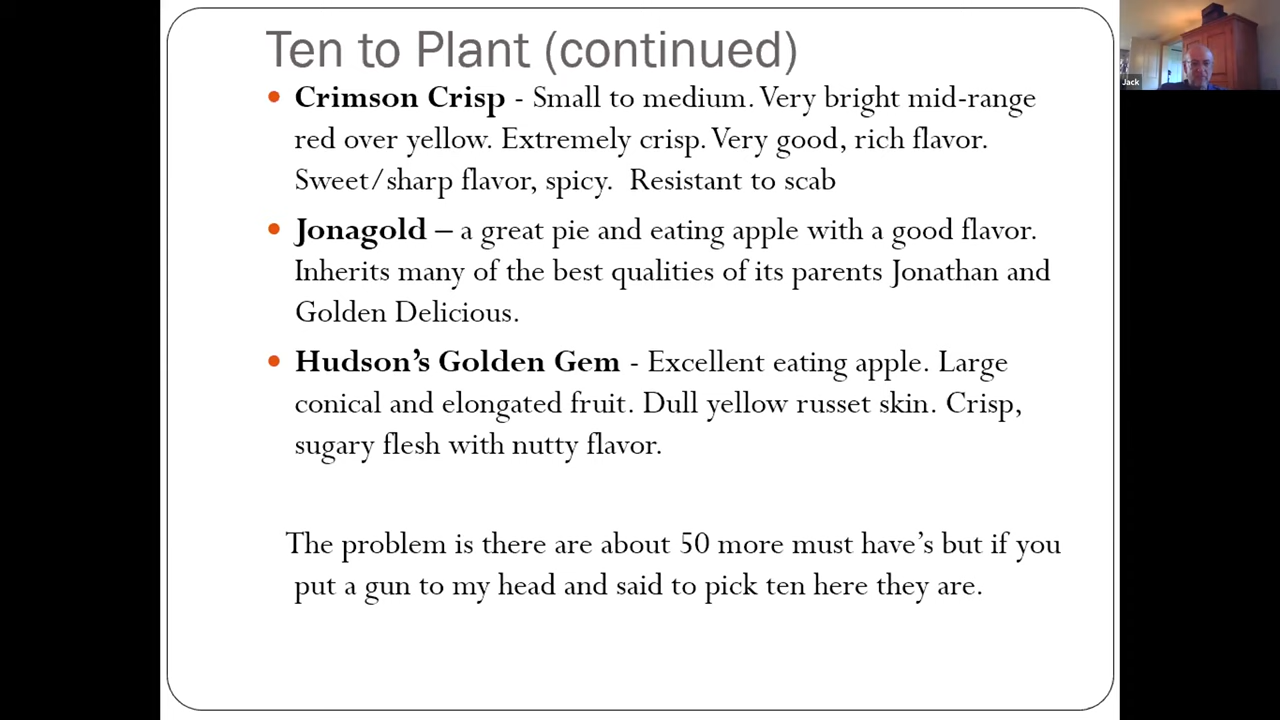 Ten to Plant (continued)
Jack
• Crimson Crisp - Small to medium. Very bright mid-range
red over yellow. Extremely crisp. Very good, rich flavor.
Sweet/sharp flavor, spicy. Resistant to scab
• Jonagold – a great pie and eating apple with a good flavor.
Inherits many of the best qualities of its parents Jonathan and
Golden Delicious.
• Hudson’s Golden Gem - Excellent eating apple. Large
conical and elongated fruit. Dull yellow russet skin. Crisp,
sugary flesh with nutty flavor.
The problem is there are about 50 more must have’s but if you
put a gun to my head and said to pick ten here they are.